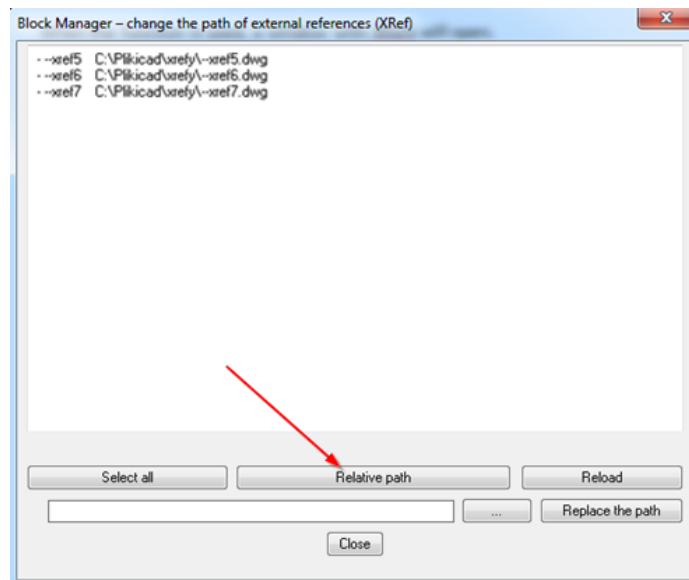 Block Manager – change the path of external references (XRef)
- --xref5 C:\Plikicad\xrefy\--xref5.dwg
- --xref6 C:\Plikicad\xrefy\--xref6.dwg
- --xref7 C:\Plikicad\xrefy\--xref7.dwg
Select all Relative path Reload
... Replace the path
Close